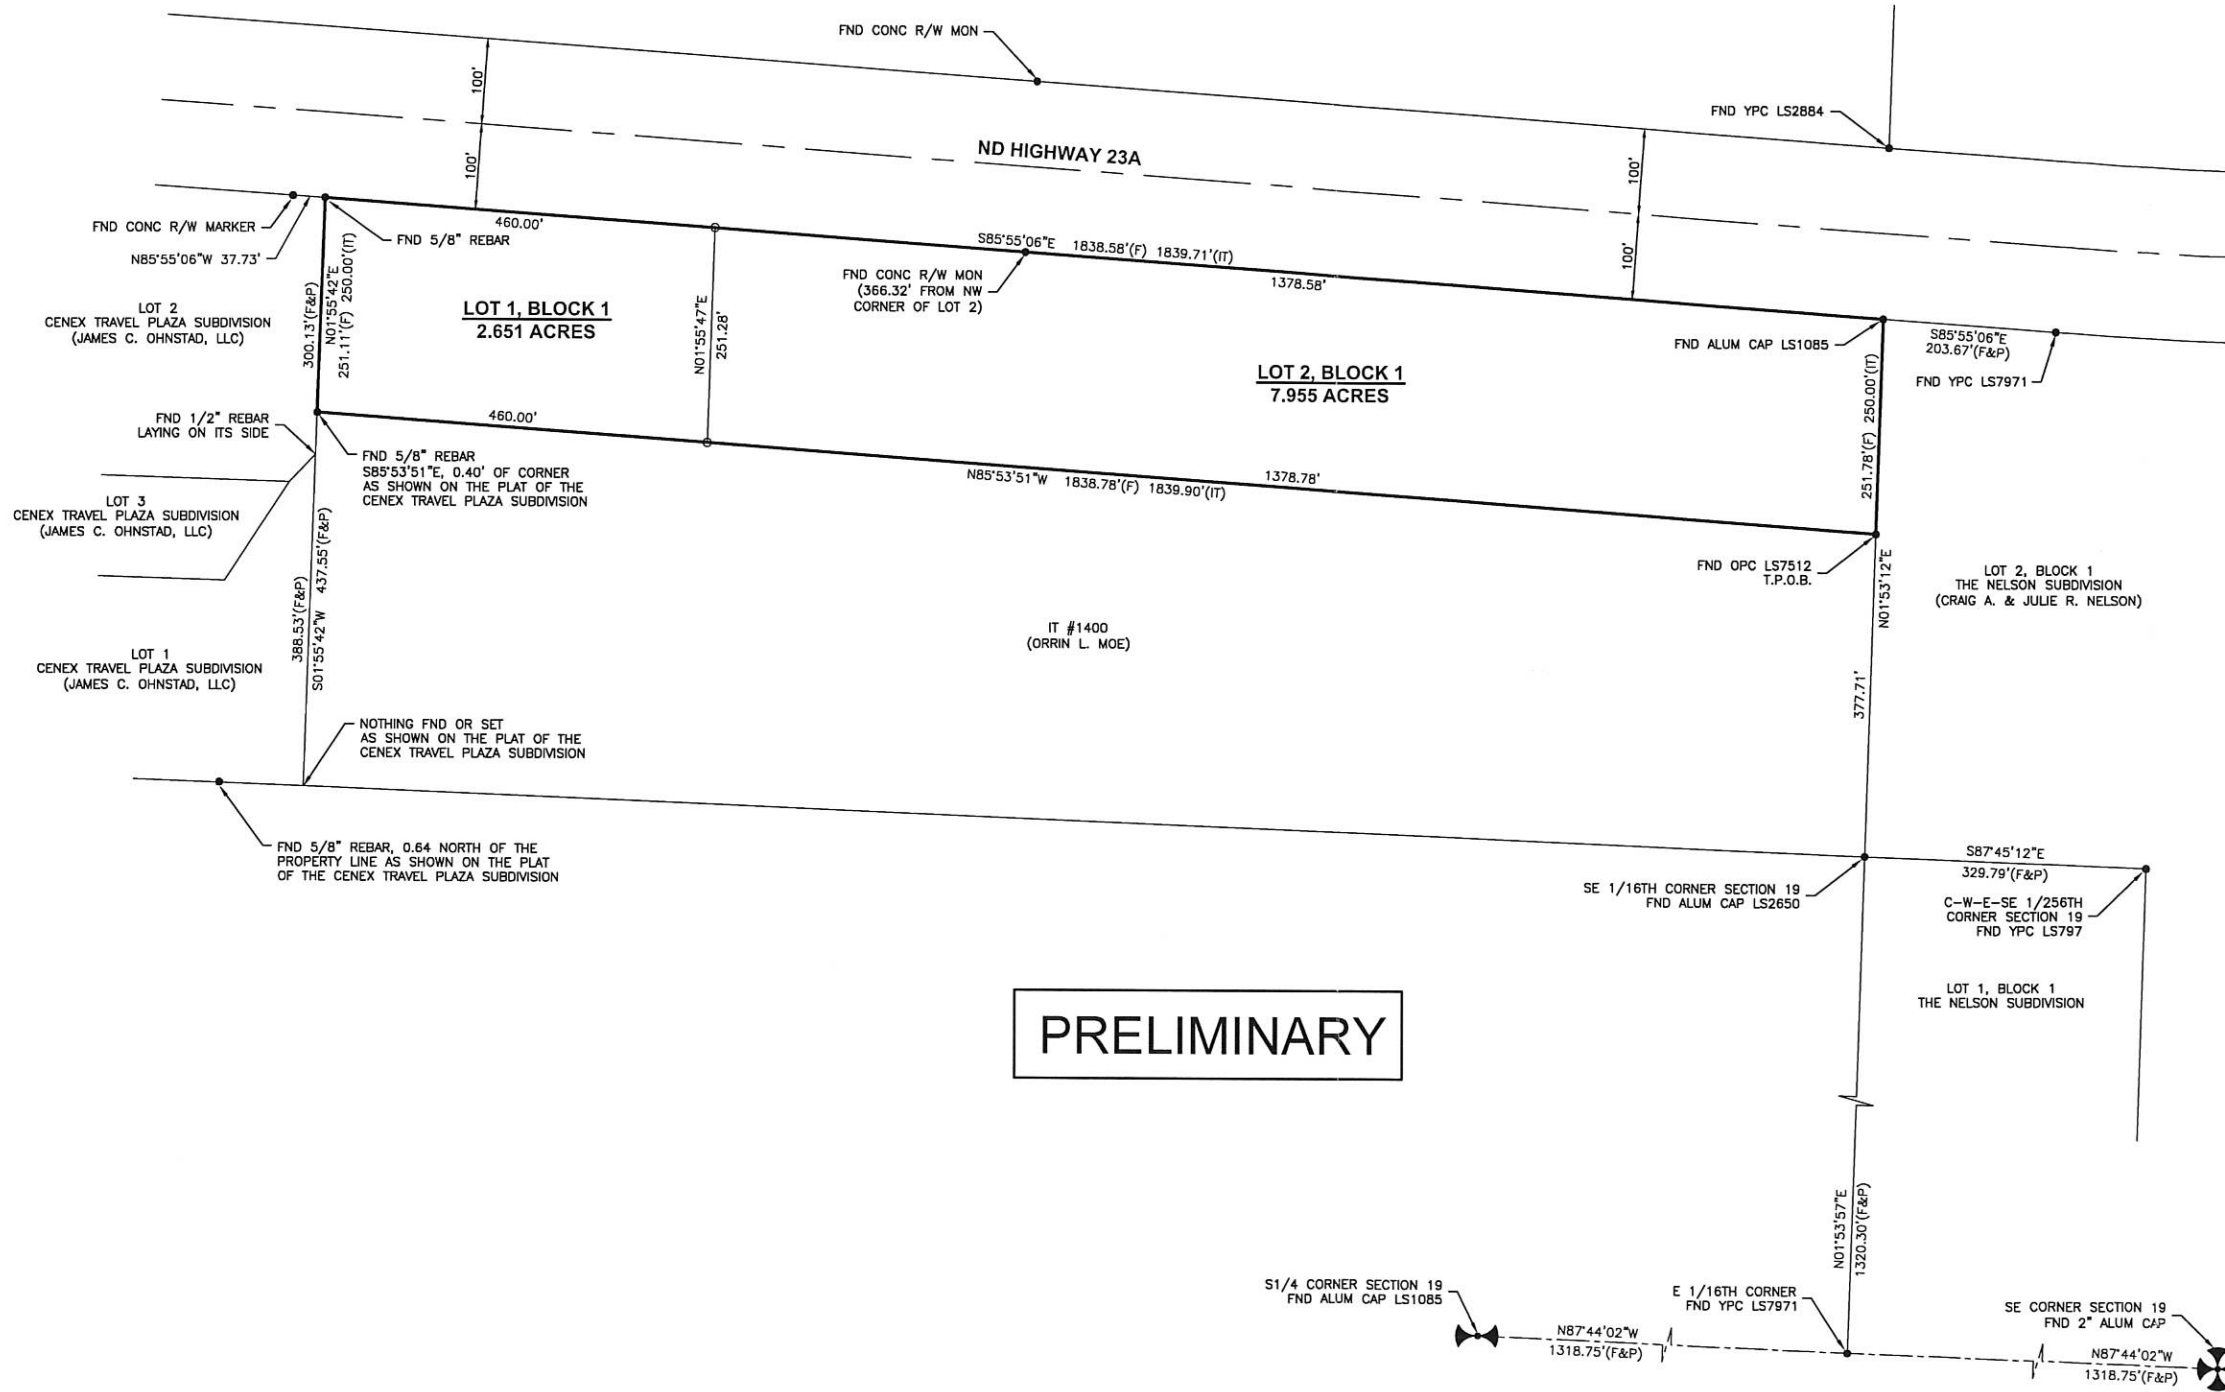 FND CONC R/W MON
FND YPC LS2884
100'
100'
ND HIGHWAY 23A
100'
100'
FND CONC R/W MARKER
N85°55'06"W 37.73'
FND 5/8" REBAR
460.00'
S85°55'06"E 1838.58'(F) 1839.71'(IT)
1378.58'
FND CONC R/W MON
(366.32' FROM NW
CORNER OF LOT 2)
LOT 2
CENEX TRAVEL PLAZA SUBDIVISION
(JAMES C. OHNSTAD, LLC)
300.13'(F&P)
N01°55'42"E
251.11'(F) 250.00'(IT)
LOT 1, BLOCK 1
2.651 ACRES
N01°55'47"E
251.28'
LOT 2, BLOCK 1
7.955 ACRES
FND ALUM CAP LS1085
S85°55'06"E
203.67'(F&P)
FND YPC LS7971
251.78'(F) 250.00'(IT)
FND 1/2" REBAR
LAYING ON ITS SIDE
460.00'
FND 5/8" REBAR
S85°53'51"E, 0.40' OF CORNER
AS SHOWN ON THE PLAT OF THE
CENEX TRAVEL PLAZA SUBDIVISION
N85°53'51"W 1838.78'(F) 1839.90'(IT)
1378.78'
LOT 3
CENEX TRAVEL PLAZA SUBDIVISION
(JAMES C. OHNSTAD, LLC)
388.53'(F&P)
S01°55'42"W 437.55'(F&P)
FND OPC LS7512
T.P.O.B.
N01°53'12"E
377.71'
LOT 2, BLOCK 1
THE NELSON SUBDIVISION
(CRAIG A. & JULIE R. NELSON)
IT #1400
(ORRIN L. MOE)
LOT 1
CENEX TRAVEL PLAZA SUBDIVISION
(JAMES C. OHNSTAD, LLC)
NOTHING FND OR SET
AS SHOWN ON THE PLAT OF THE
CENEX TRAVEL PLAZA SUBDIVISION
FND 5/8" REBAR, 0.64 NORTH OF THE
PROPERTY LINE AS SHOWN ON THE PLAT
OF THE CENEX TRAVEL PLAZA SUBDIVISION
S87°45'12"E
329.79'(F&P)
SE 1/16TH CORNER SECTION 19
FND ALUM CAP LS2650
C-W-E-SE 1/256TH
CORNER SECTION 19
FND YPC LS797
LOT 1, BLOCK 1
THE NELSON SUBDIVISION
PRELIMINARY
N01°53'57"E
1320.30'(F&P)
S1/4 CORNER SECTION 19
FND ALUM CAP LS1085
E 1/16TH CORNER
FND YPC LS7971
SE CORNER SECTION 19
FND 2" ALUM CAP
N87°44'02"W
1318.75'(F&P)
N87°44'02"W
1318.75'(F&P)